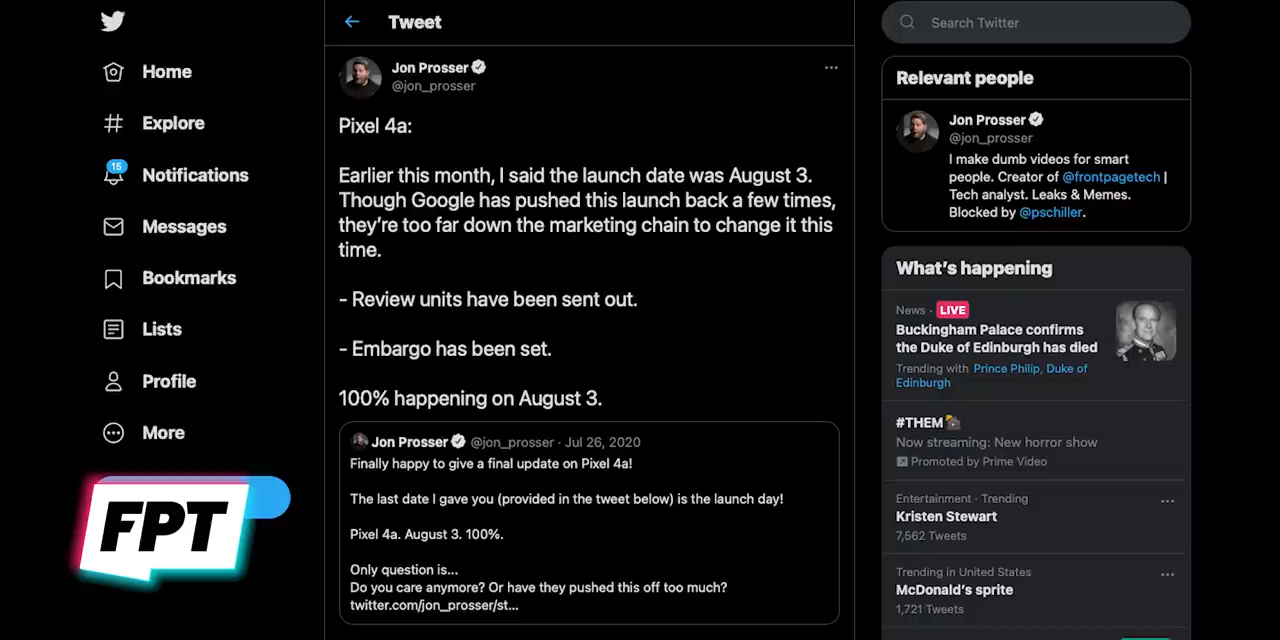 Home
Explore
15
Notifications
Messages
Bookmarks
Lists
Profile
More
FPT
Tweet
Jon Prosser
@jon_prosser
Pixel 4a:
Earlier this month, I said the launch date was August 3.
Though Google has pushed this launch back a few times,
they're too far down the marketing chain to change it this
time.
- Review units have been sent out.
- Embargo has been set.
100% happening on August 3.
Jon Prosser @jon_prosser · Jul 26, 2020
Finally happy to give a final update on Pixel 4a!
The last date I gave you (provided in the tweet below) is the launch day!
Pixel 4a. August 3. 100%.
Only question is...
Do you care anymore? Or have they pushed this off too much?
twitter.com/jon_prosser/st...
Search Twitter
Relevant people
Jon Prosser
@jon_prosser
I make dumb videos for smart
people. Creator of @frontpagetech |
Tech analyst. Leaks & Memes.
Blocked by @pschiller.
What's happening
News · LIVE
Buckingham Palace confirms
the Duke of Edinburgh has died
Trending with Prince Philip, Duke of
Edinburgh
#THEM
Now streaming: New horror show
Promoted by Prime Video
Entertainment · Trending
Kristen Stewart
7,562 Tweets
Trending in United States
McDonald's sprite
1,721 Tweets